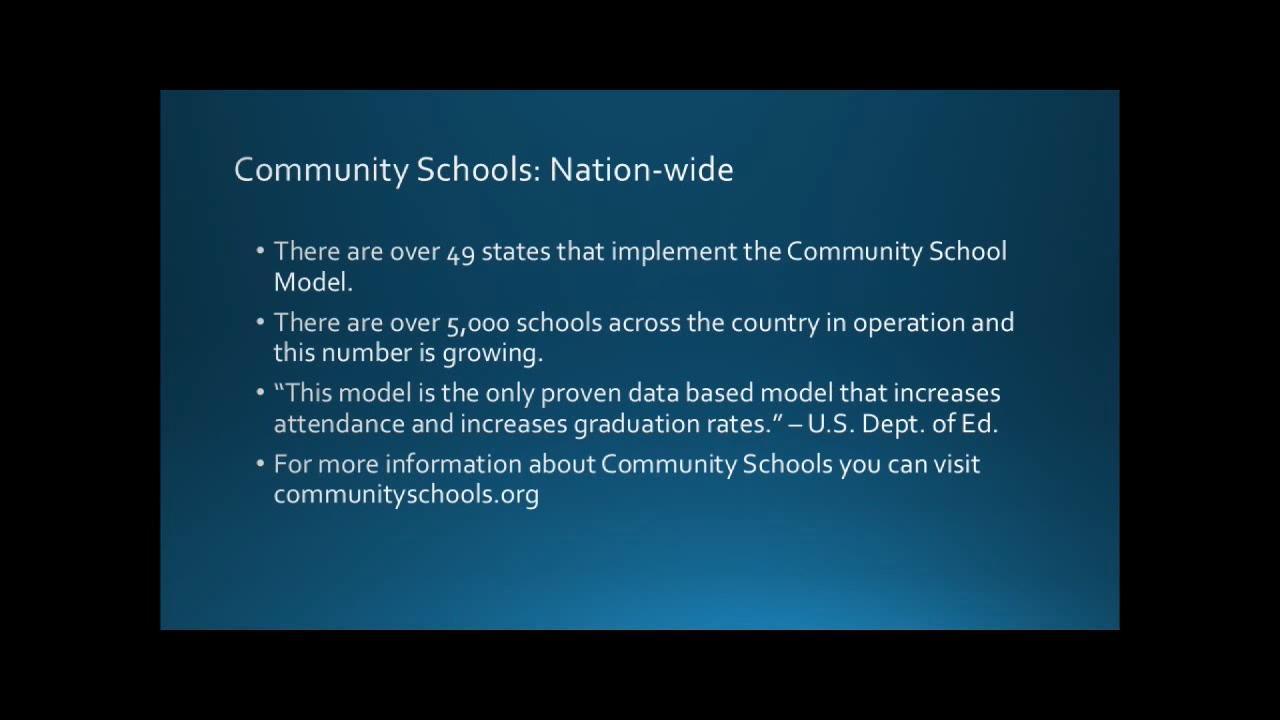 Community Schools: Nation-wide
• There are over 49 states that implement the Community School
Model.
• There are over 5,000 schools across the country in operation and
this number is growing.
• “This model is the only proven data based model that increases
attendance and increases graduation rates.” – U.S. Dept. of Ed.
• For more information about Community Schools you can visit
communityschools.org